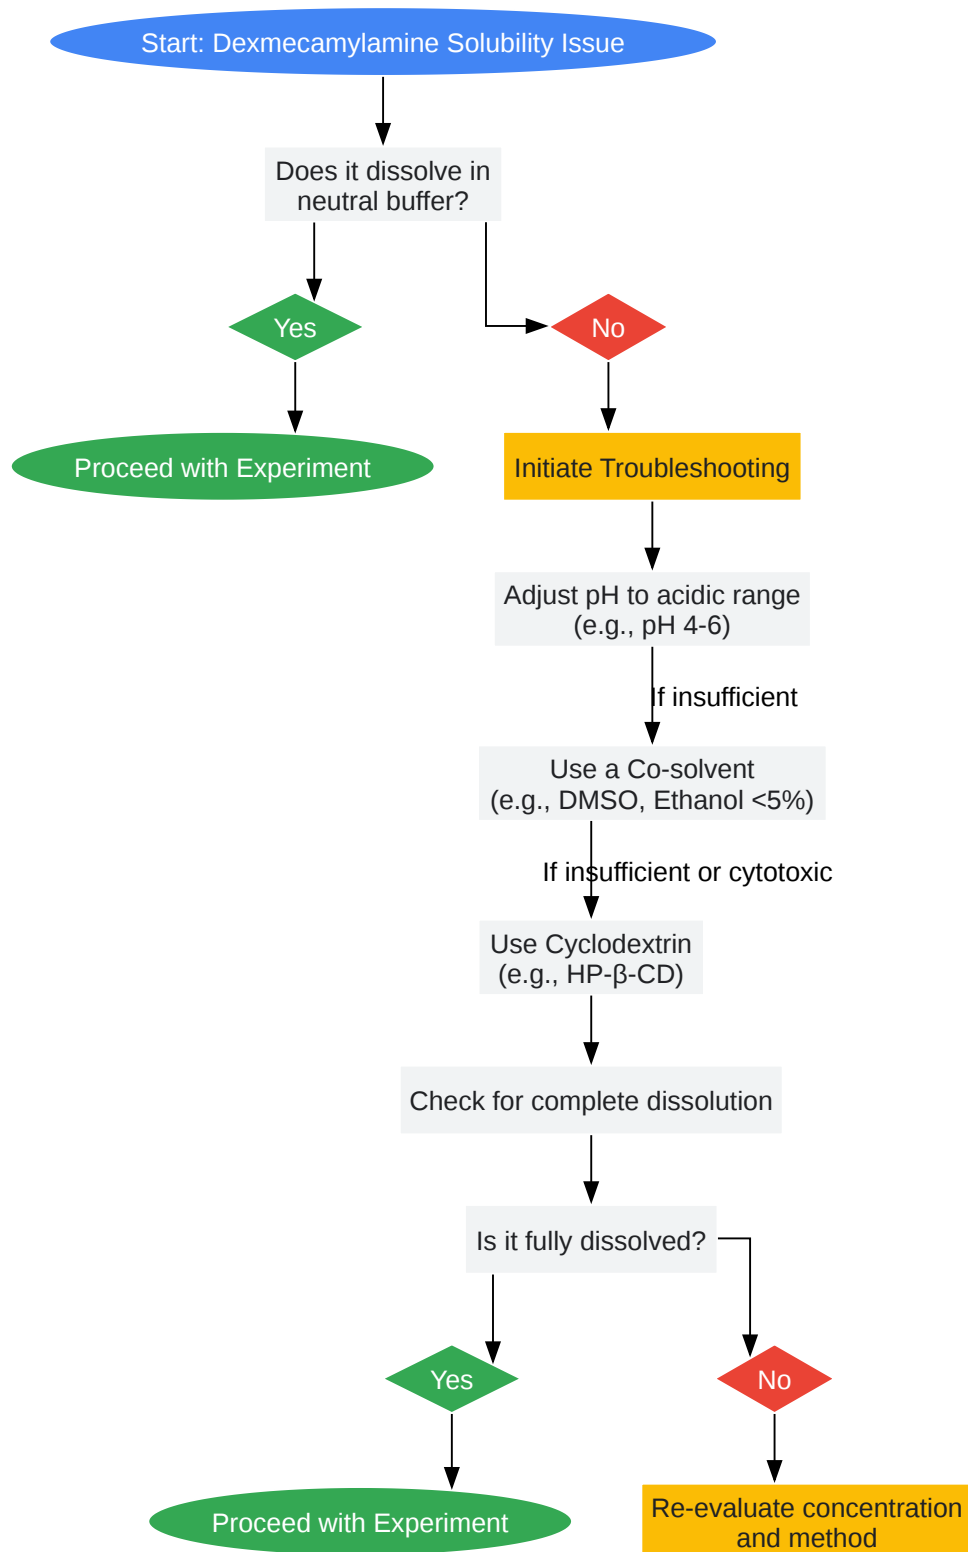 Start: Dexmecamylamine Solubility Issue
Does it dissolve in
neutral buffer?
Yes
No
Proceed with Experiment
Initiate Troubleshooting
Adjust pH to acidic range
(e.g., pH 4-6)
If insufficient
Use a Co-solvent
(e.g., DMSO, Ethanol <5%)
If insufficient or cytotoxic
Use Cyclodextrin
(e.g., HP-β-CD)
Check for complete dissolution
Is it fully dissolved?
Yes
No
Proceed with Experiment
Re-evaluate concentration
and method